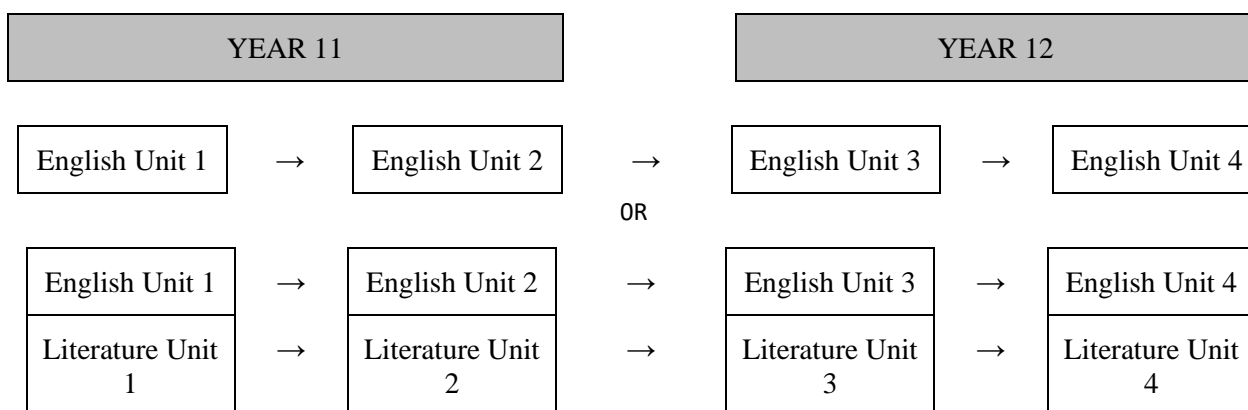 YEAR 11 YEAR 12
English Unit 1 → English Unit 2 → English Unit 3 → English Unit 4
OR
English Unit 1 → English Unit 2 → English Unit 3 → English Unit 4
Literature Unit → Literature Unit → Literature Unit → Literature Unit
1 2 3 4